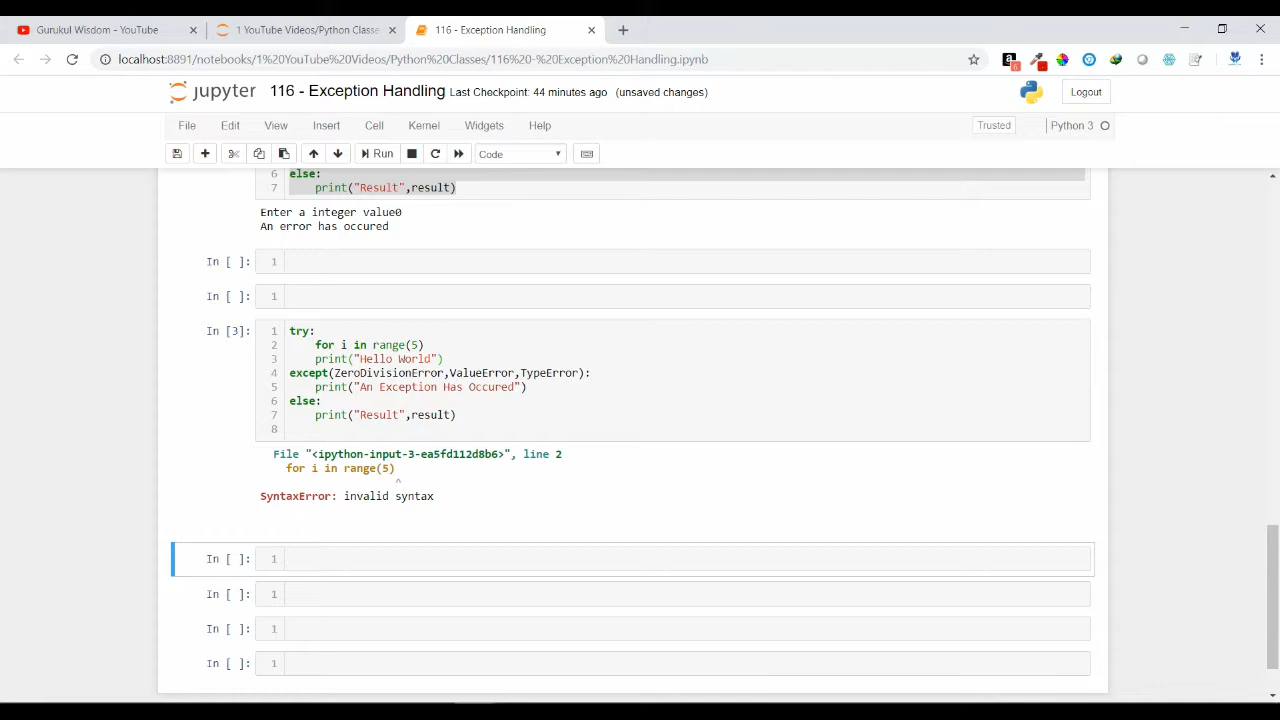 Gurukul Wisdom - YouTube
1 YouTube Videos/Python Classe
116 - Exception Handling
localhost:8891/notebooks/1%20YouTube%20Videos/Python%20Classes/116%20-%20Exception%20Handling.ipynb
jupyter 116 - Exception Handling Last Checkpoint: 44 minutes ago (unsaved changes)
Logout
File Edit View Insert Cell Kernel Widgets Help
Trusted
Python 3
Run
Code
6 else:
7 print("Result",result)
Enter a integer value0
An error has occured
In [ ]: 1
In [ ]: 1
In [3]: 1 try:
2 for i in range(5)
3 print("Hello World")
4 except(ZeroDivisionError,ValueError,TypeError):
5 print("An Exception Has Occured")
6 else:
7 print("Result",result)
8
File "<ipython-input-3-ea5fd112d8b6>", line 2
for i in range(5)
^
SyntaxError: invalid syntax
In [ ]: 1
In [ ]: 1
In [ ]: 1
In [ ]: 1